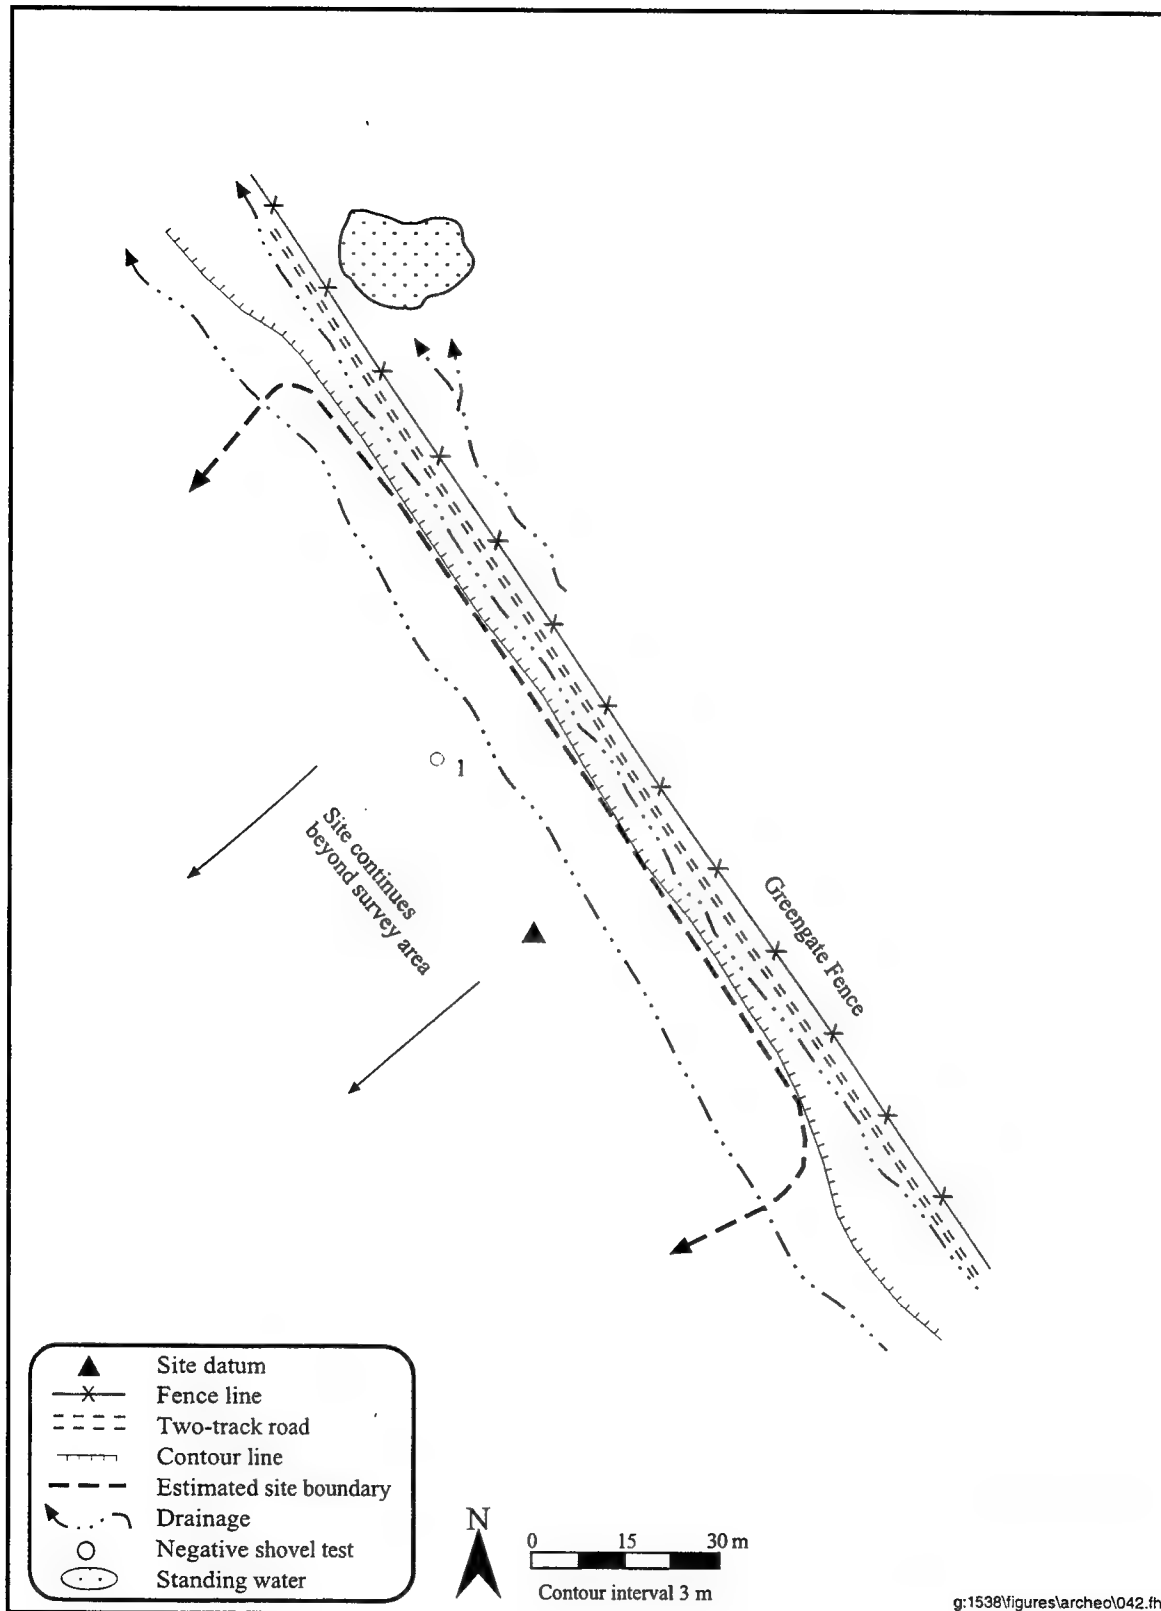 1
Site continues
beyond survey area
Greengate Fence
Site datum
Fence line
Two-track road
Contour line
Estimated site boundary
Drainage
Negative shovel test
Standing water
N
0 15 30 m
Contour interval 3 m
g:1538\figures\archeo\042.fh